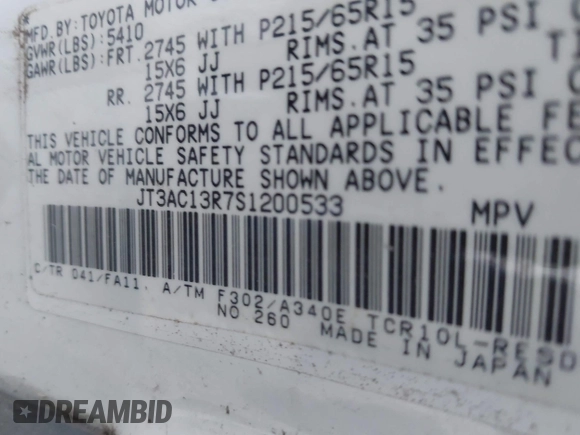 MFD.BY:TOYOTA MOTOR
GVWR(LBS):5410
GAWR(LBS):FRT.2745 WITH P215/65R15
15X6 JJ RIMS.AT 35 PSI
RR. 2745 WITH P215/65R15
15X6 JJ RIMS.AT 35 PSI
THIS VEHICLE CONFORMS TO ALL APPLICABLE
AL MOTOR VEHICLE SAFETY STANDARDS IN EFFEC
THE DATE OF MANUFACTURE SHOWN ABOVE.
JT3AC13R7S1200533 MPV
C/TR 041/FA11. A/TM F302/A340E
NO 260 MADE IN JAPAN
DREAMBID